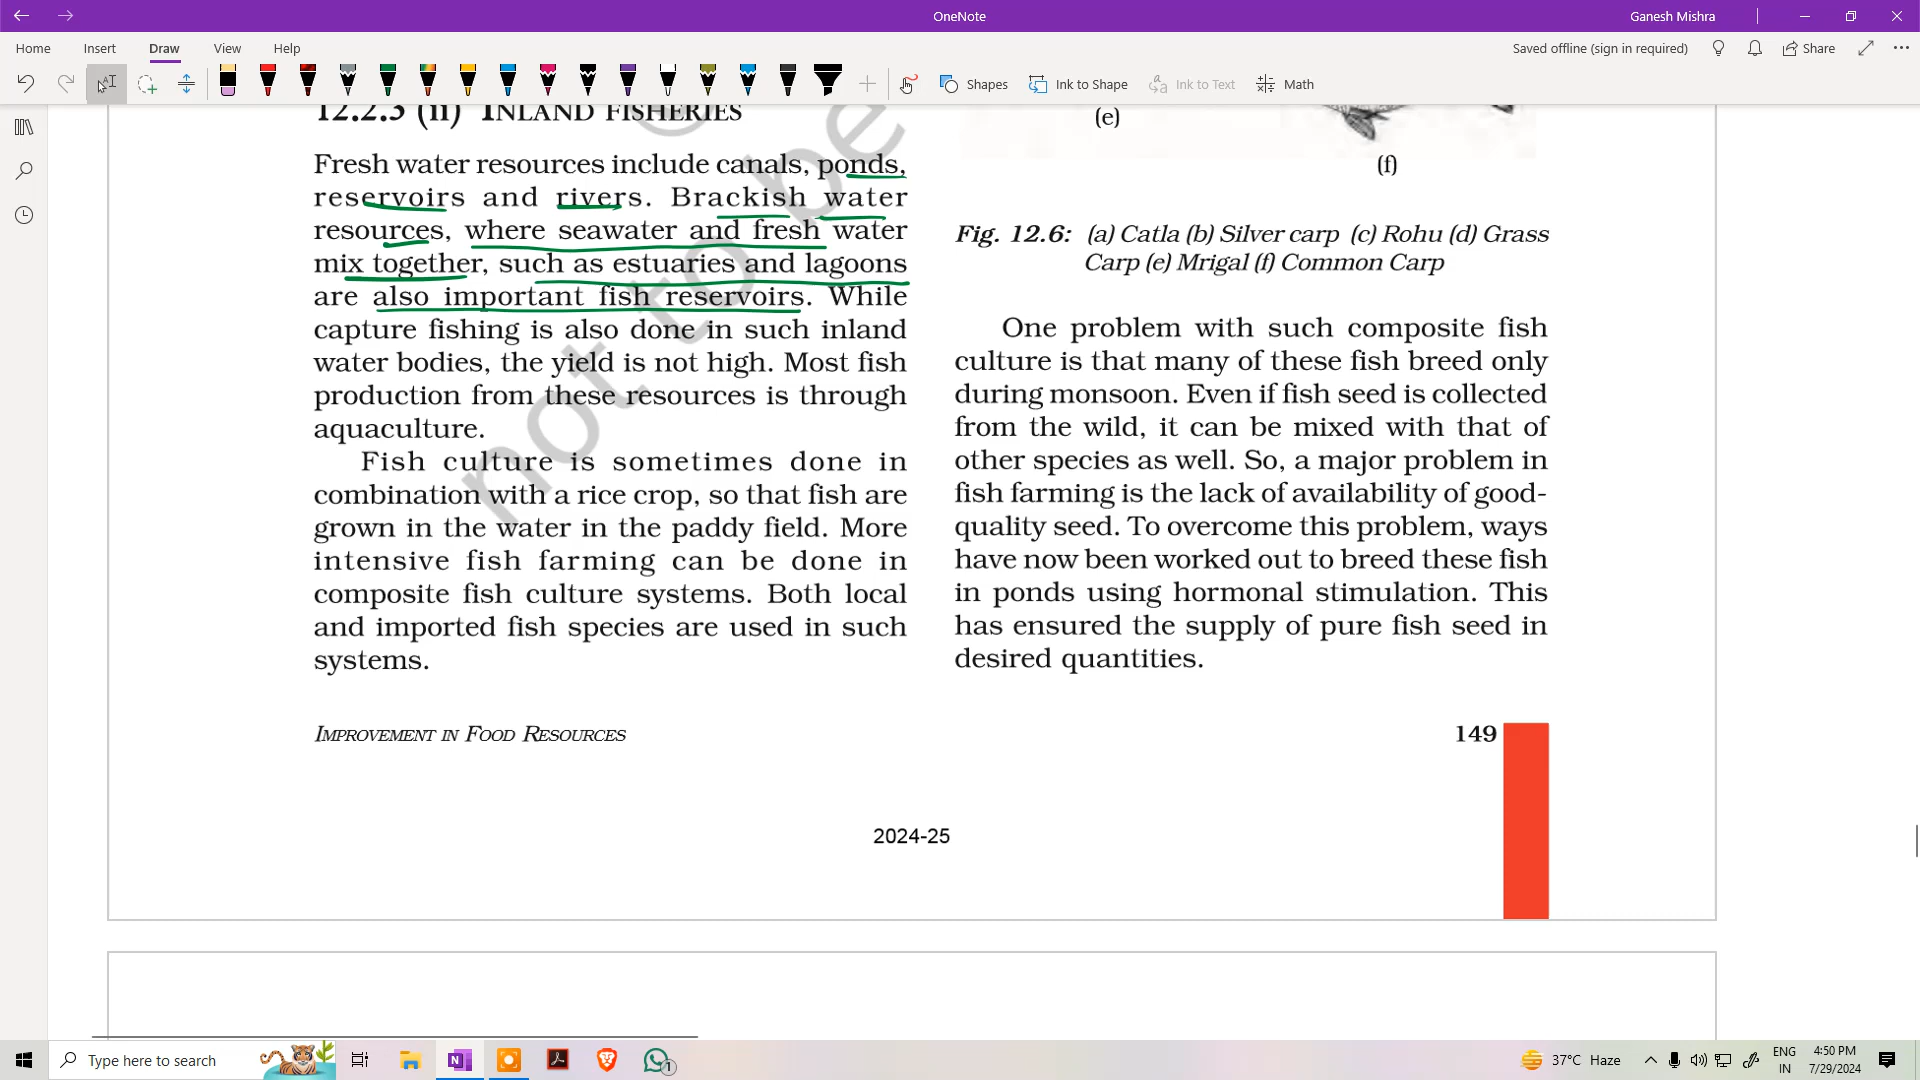 OneNote
Ganesh Mishra
Home Insert Draw View Help
Saved offline (sign in required)
Share
Shapes
Ink to Shape
Ink to Text
Math
12.2.3 (ii) INLAND FISHERIES
Fresh water resources include canals, ponds,
reservoirs and rivers. Brackish water
resources, where seawater and fresh water
mix together, such as estuaries and lagoons
are also important fish reservoirs. While
capture fishing is also done in such inland
water bodies, the yield is not high. Most fish
production from these resources is through
aquaculture.
Fish culture is sometimes done in
combination with a rice crop, so that fish are
grown in the water in the paddy field. More
intensive fish farming can be done in
composite fish culture systems. Both local
and imported fish species are used in such
systems.
(e)
(f)
Fig. 12.6: (a) Catla (b) Silver carp (c) Rohu (d) Grass
Carp (e) Mrigal (f) Common Carp
One problem with such composite fish
culture is that many of these fish breed only
during monsoon. Even if fish seed is collected
from the wild, it can be mixed with that of
other species as well. So, a major problem in
fish farming is the lack of availability of good-
quality seed. To overcome this problem, ways
have now been worked out to breed these fish
in ponds using hormonal stimulation. This
has ensured the supply of pure fish seed in
desired quantities.
not to be
IMPROVEMENT IN FOOD RESOURCES
149
2024-25
Type here to search
1
37°C Haze
ENG
IN
4:50 PM
7/29/2024